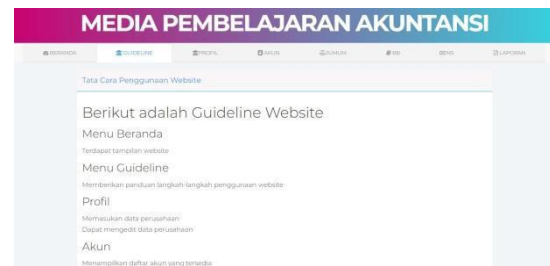 MEDIA PEMBELAJARAN AKUNTANSI
BERANDA GUIDELINE PROFIL AKUN JUMUM BB NS LAPORAN
Tata Cara Penggunaan Website
Berikut adalah Guideline Website
Menu Beranda
Terdapat tampilan website
Menu Guideline
Memberikan panduan langkah-langkah penggunaan website
Profil
Memasukan data perusahaan
Dapat mengedit data perusahaan
Akun
Menampilkan daftar akun yang tersedia